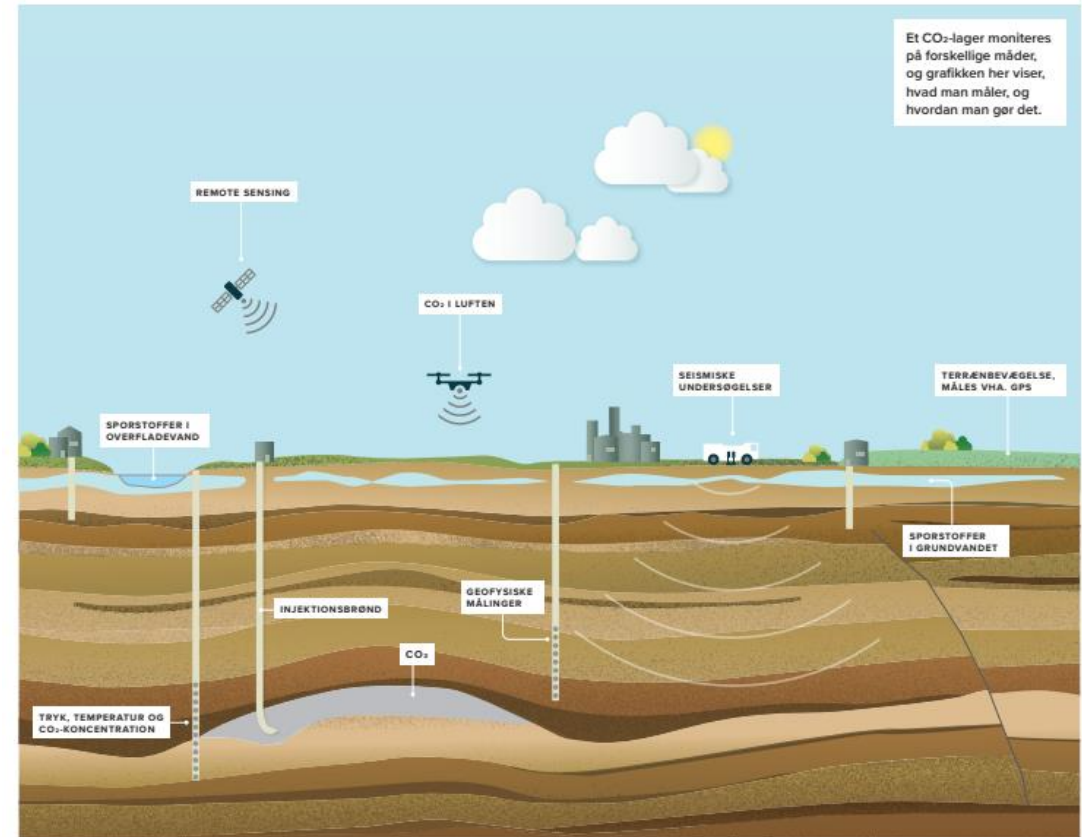 Et CO₂-lager moniteres
på forskellige måder,
og grafikken her viser,
hvad man måler, og
hvordan man gør det.
REMOTE SENSING
CO₂ I LUFTEN
SEISMISKE
UNDERSØGELSER
TERRÆNBEVÆGELSE,
MÅLES VHA. GPS
SPORSTOFFER I
OVERFLADEVAND
SPORSTOFFER
I GRUNDVANDET
GEOFYSISKE
MÅLINGER
INJEKTIONSBRØND
CO₂
TRYK, TEMPERATUR OG
CO₂-KONCENTRATION